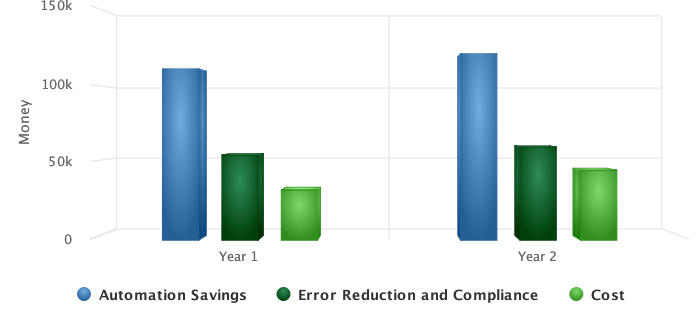 150k
100k
50k
0
Money
Year 1
Year 2
Automation Savings
Error Reduction and Compliance
Cost